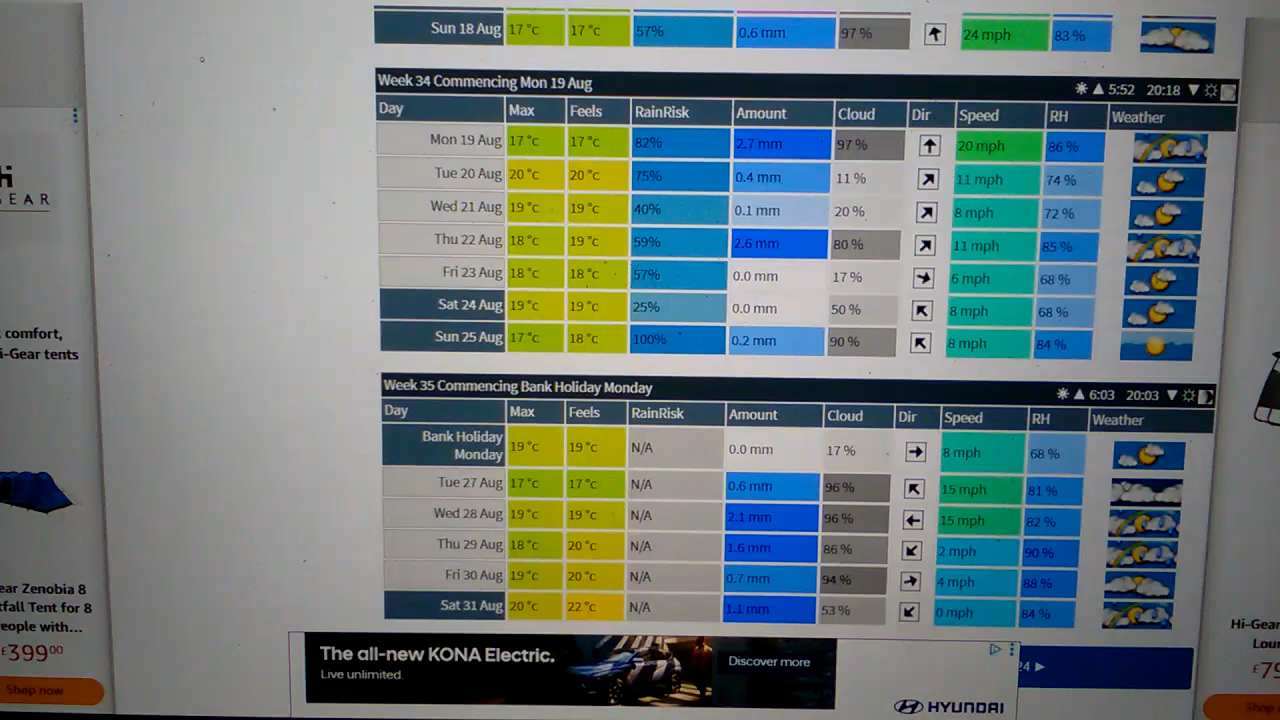 Sun 18 Aug 17 °c 17 °c 57% 0.6 mm 97 % 24 mph 83 %
Week 34 Commencing Mon 19 Aug 5:52 20:18
Day Max Feels RainRisk Amount Cloud Dir Speed RH Weather
Mon 19 Aug 17 °c 17 °c 82% 2.7 mm 97 % 20 mph 86 %
Tue 20 Aug 20 °c 20 °c 75% 0.4 mm 11 % 11 mph 74 %
Wed 21 Aug 19 °c 19 °c 40% 0.1 mm 20 % 8 mph 72 %
Thu 22 Aug 18 °c 19 °c 59% 2.6 mm 80 % 11 mph 85 %
Fri 23 Aug 18 °c 18 °c 57% 0.0 mm 17 % 6 mph 68 %
Sat 24 Aug 19 °c 19 °c 25% 0.0 mm 50 % 8 mph 68 %
Sun 25 Aug 17 °c 18 °c 100% 0.2 mm 90 % 8 mph 84 %
Week 35 Commencing Bank Holiday Monday 6:03 20:03
Day Max Feels RainRisk Amount Cloud Dir Speed RH Weather
Bank Holiday
Monday 19 °c 19 °c N/A 0.0 mm 17 % 8 mph 68 %
Tue 27 Aug 17 °c 17 °c N/A 0.6 mm 96 % 15 mph 81 %
Wed 28 Aug 19 °c 19 °c N/A 2.1 mm 96 % 15 mph 82 %
Thu 29 Aug 18 °c 20 °c N/A 1.6 mm 86 % 2 mph 90 %
Fri 30 Aug 19 °c 20 °c N/A 0.7 mm 94 % 4 mph 88 %
Sat 31 Aug 20 °c 22 °c N/A 1.1 mm 53 % 0 mph 84 %
The all-new KONA Electric.
Live unlimited.
Discover more
HYUNDAI
24
Hi
GEAR
comfort,
i-Gear tents
ear Zenobia 8
tfall Tent for 8
eople with...
£39900
Shop now
Hi-Gear
Lour
£79
Shop